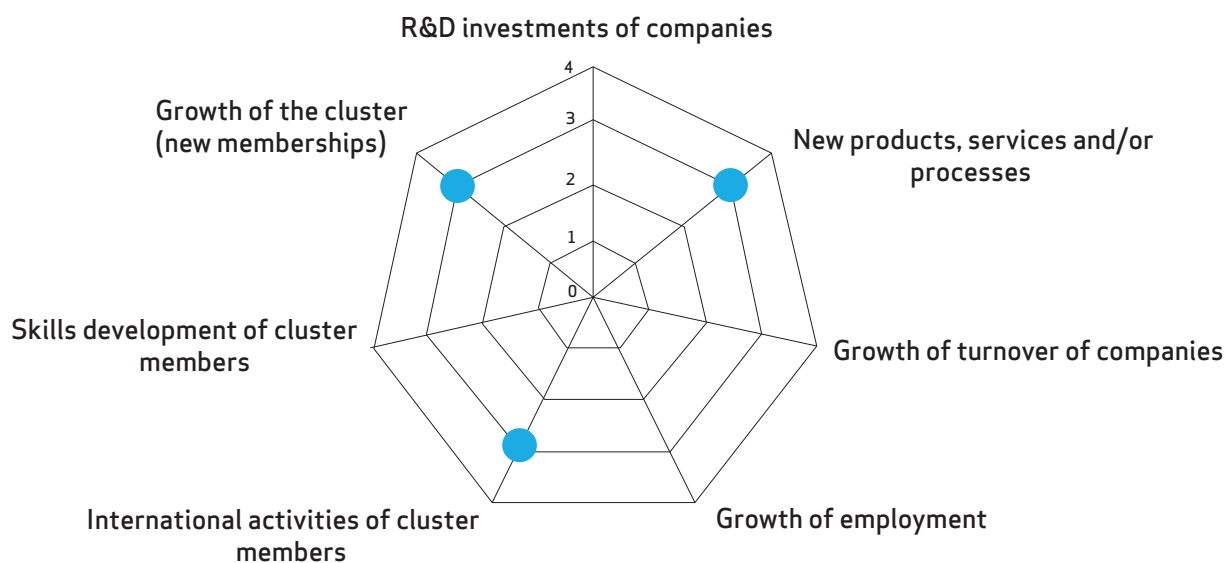 R&D investments of companies
4
Growth of the cluster
(new memberships)
3
New products, services and/or
processes
2
1
0
Skills development of cluster
members
Growth of turnover of companies
International activities of cluster
members
Growth of employment